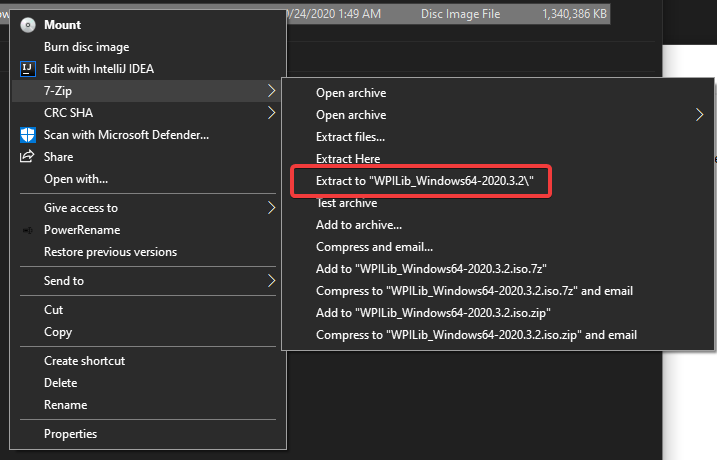 0/24/2020 1:49 AM Disc Image File 1,340,386 KB
Mount
Burn disc image
Edit with IntelliJ IDEA
7-Zip
CRC SHA
Scan with Microsoft Defender...
Share
Open with...
Give access to
PowerRename
Restore previous versions
Send to
Cut
Copy
Create shortcut
Delete
Rename
Properties
Open archive
Open archive
Extract files...
Extract Here
Extract to "WPILib_Windows64-2020.3.2\"
Test archive
Add to archive...
Compress and email...
Add to "WPILib_Windows64-2020.3.2.iso.7z"
Compress to "WPILib_Windows64-2020.3.2.iso.7z" and email
Add to "WPILib_Windows64-2020.3.2.iso.zip"
Compress to "WPILib_Windows64-2020.3.2.iso.zip" and email